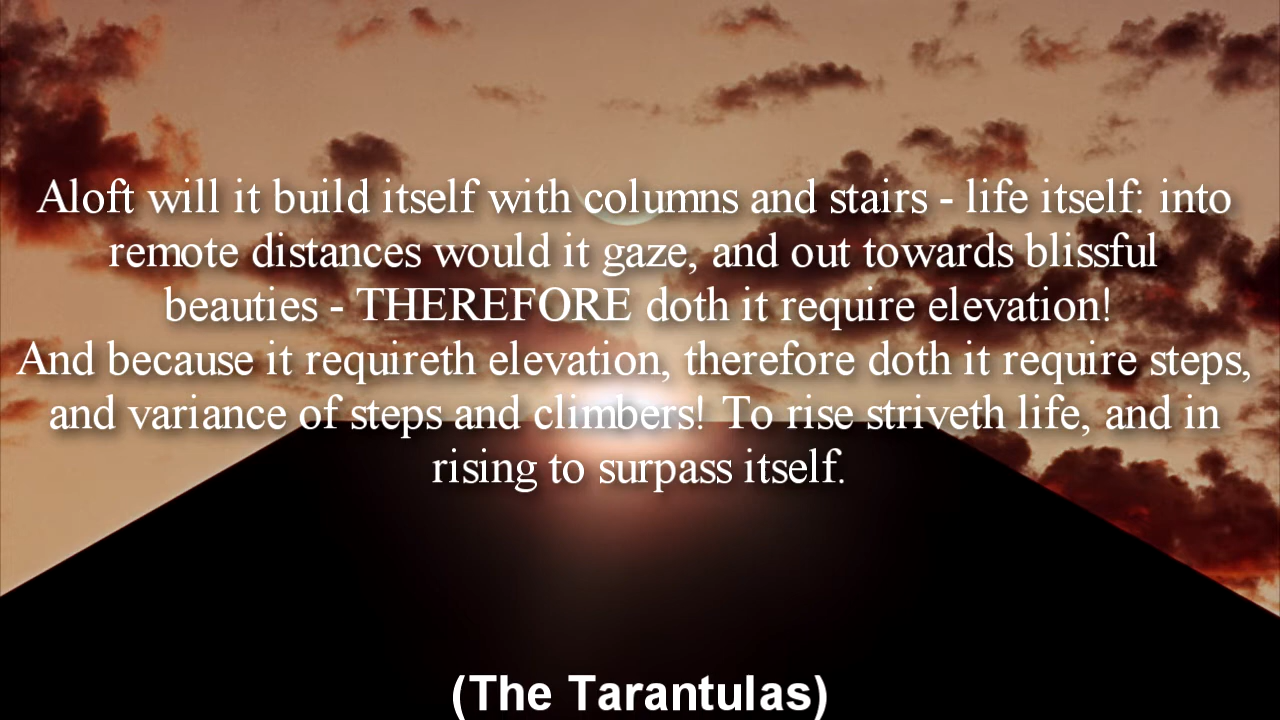 Aloft will it build itself with columns and stairs - life itself: into
remote distances would it gaze, and out towards blissful
beauties - THEREFORE doth it require elevation!
And because it requireth elevation, therefore doth it require steps,
and variance of steps and climbers! To rise striveth life, and in
rising to surpass itself.
(The Tarantulas)